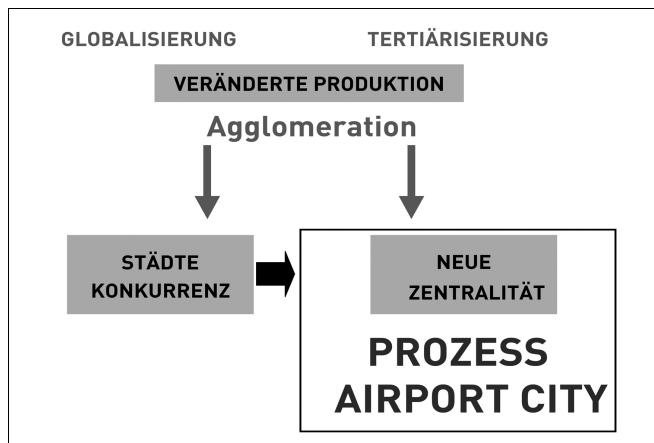 GLOBALISIERUNG TERTIÄRISIERUNG
VERÄNDERTE PRODUKTION
Agglomeration
STÄDTE
KONKURRENZ
NEUE
ZENTRALITÄT
PROZESS
AIRPORT CITY